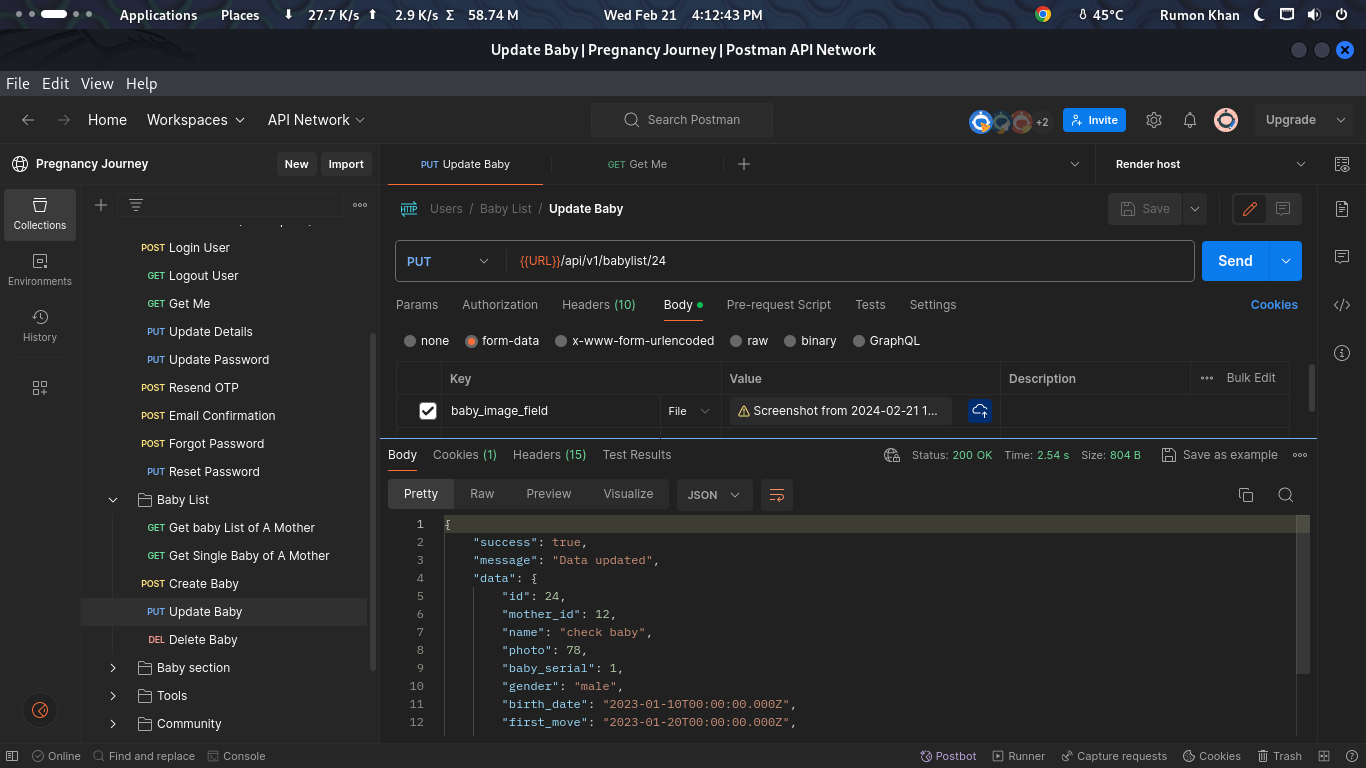 Applications Places 27.7 K/s 2.9 K/s Σ 58.74 M Wed Feb 21 4:12:43 PM 45°C Rumon Khan
Update Baby | Pregnancy Journey | Postman API Network
File Edit View Help
Home Workspaces API Network Search Postman +2 Invite Upgrade
Pregnancy Journey New Import PUT Update Baby GET Get Me Render host
Collections
Environments
History
POST Login User
GET Logout User
GET Get Me
PUT Update Details
PUT Update Password
POST Resend OTP
POST Email Confirmation
POST Forgot Password
PUT Reset Password
Baby List
GET Get baby List of A Mother
GET Get Single Baby of A Mother
POST Create Baby
PUT Update Baby
DEL Delete Baby
Baby section
Tools
Community
HTTP Users / Baby List / Update Baby Save
PUT {{URL}}/api/v1/babylist/24 Send
Params Authorization Headers (10) Body Pre-request Script Tests Settings Cookies
none form-data x-www-form-urlencoded raw binary GraphQL
Key Value Description Bulk Edit
baby_image_field File Screenshot from 2024-02-21 1...
Body Cookies (1) Headers (15) Test Results Status: 200 OK Time: 2.54 s Size: 804 B Save as example
Pretty Raw Preview Visualize JSON
1 {
2 "success": true,
3 "message": "Data updated",
4 "data": {
5 "id": 24,
6 "mother_id": 12,
7 "name": "check baby",
8 "photo": 78,
9 "baby_serial": 1,
10 "gender": "male",
11 "birth_date": "2023-01-10T00:00:00.000Z",
12 "first_move": "2023-01-20T00:00:00.000Z",
Online Find and replace Console Postbot Runner Capture requests Cookies Trash